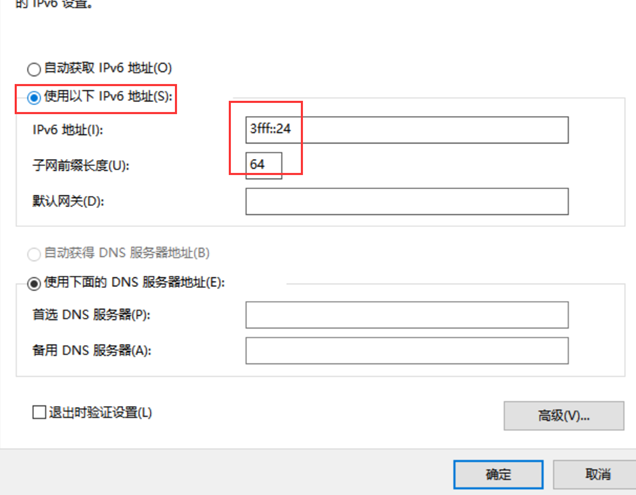 的 IPv6 设置。
自动获取 IPv6 地址(O)
使用以下 IPv6 地址(S):
IPv6 地址(I):
3fff::24
子网前缀长度(U):
64
默认网关(D):
自动获得 DNS 服务器地址(B)
使用下面的 DNS 服务器地址(E):
首选 DNS 服务器(P):
备用 DNS 服务器(A):
退出时验证设置(L)
高级(V)...
确定
取消